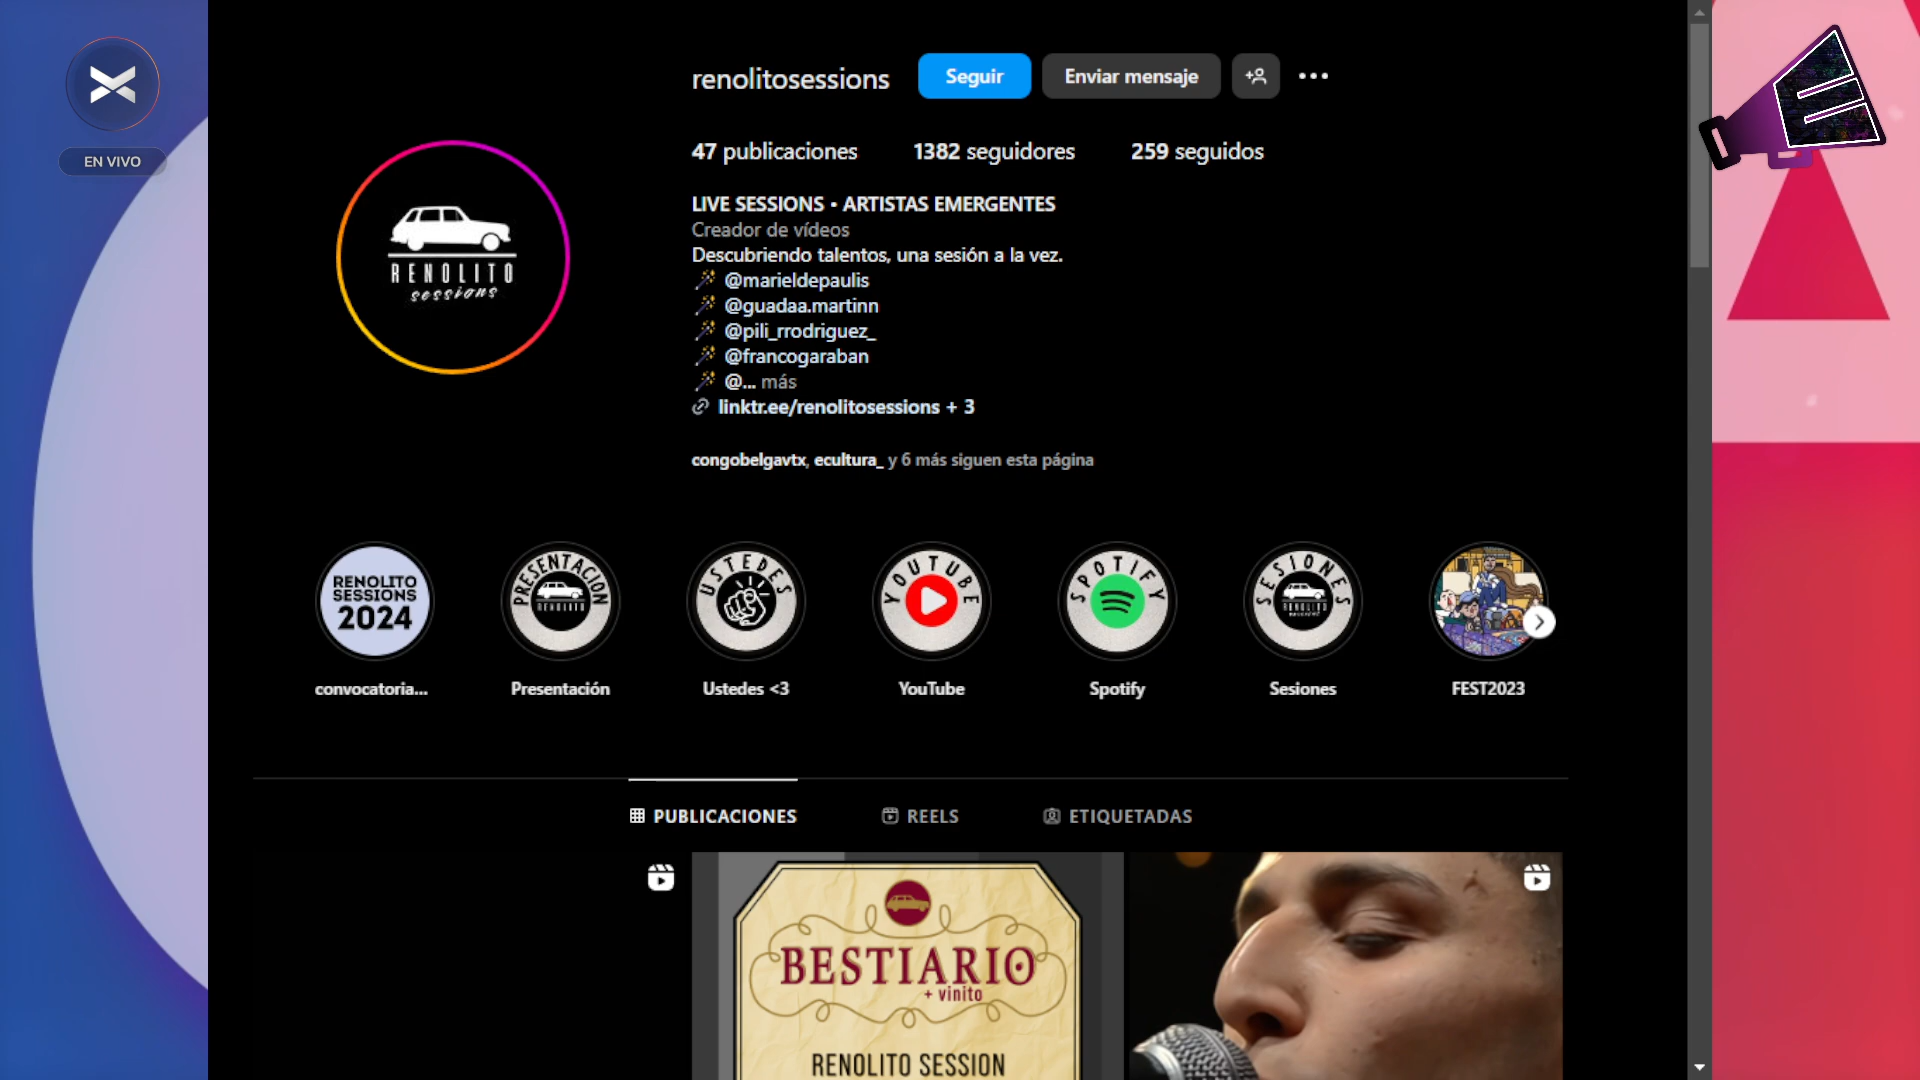 EN VIVO
renolitosessions
Seguir
Enviar mensaje
47 publicaciones
1382 seguidores
259 seguidos
LIVE SESSIONS • ARTISTAS EMERGENTES
Creador de vídeos
Descubriendo talentos, una sesión a la vez.
@marieldepaulis
@guadaa.martinn
@pili_rrodriguez_
@francogaraban
@... más
linktr.ee/renolitosessions + 3
congobelgavtx, ecultura_ y 6 más siguen esta página
RENOLITO
sessions
RENOLITO
SESSIONS
2024
PRESENTACION
RENOLITO
USTEDES
YOUTUBE
SPOTIFY
SESIONES
RENOLITO
convocatoria...
Presentación
Ustedes <3
YouTube
Spotify
Sesiones
FEST2023
PUBLICACIONES
REELS
ETIQUETADAS
BESTIARIO
+ vinito
RENOLITO SESSION